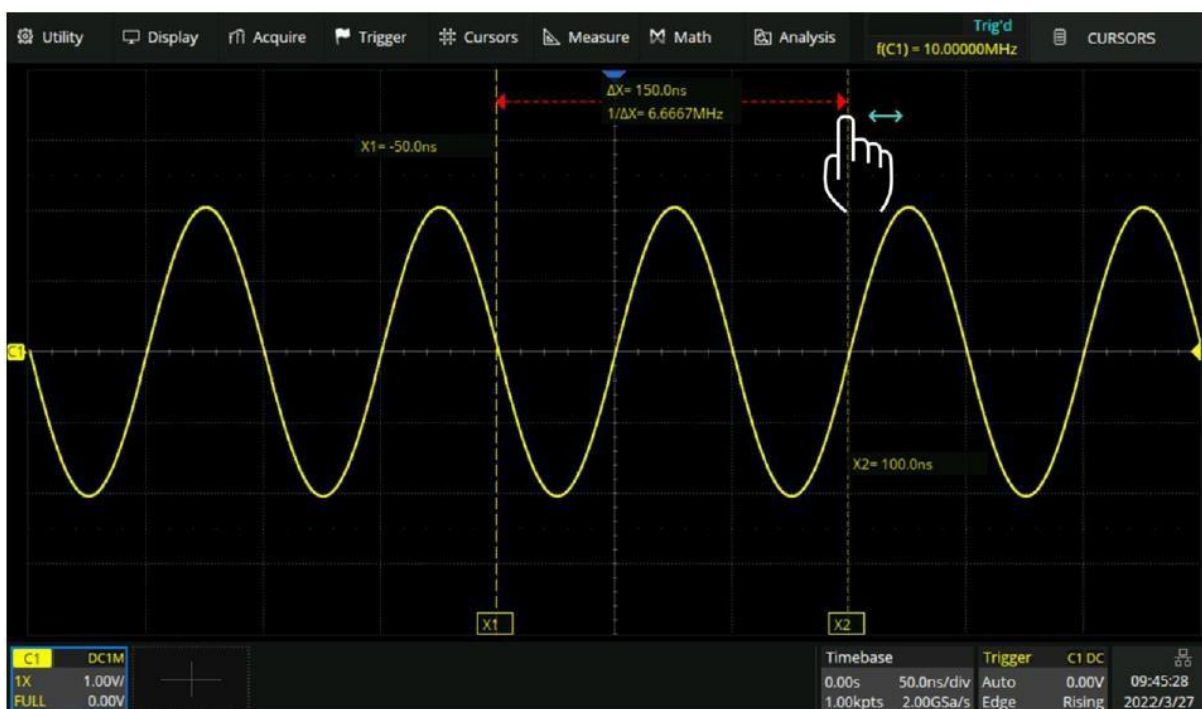 Utility Display Acquire Trigger Cursors Measure Math Analysis
Trig'd
f(C1) = 10.00000MHz
CURSORS
ΔX= 150.0ns
1/ΔX= 6.6667MHz
X1= -50.0ns
C1
X2= 100.0ns
X1 X2
C1 DC1M
1X 1.00V/
FULL 0.00V
Timebase
0.00s 50.0ns/div
1.00kpts 2.00GSa/s
Trigger C1 DC
Auto 0.00V
Edge Rising
09:45:28
2022/3/27